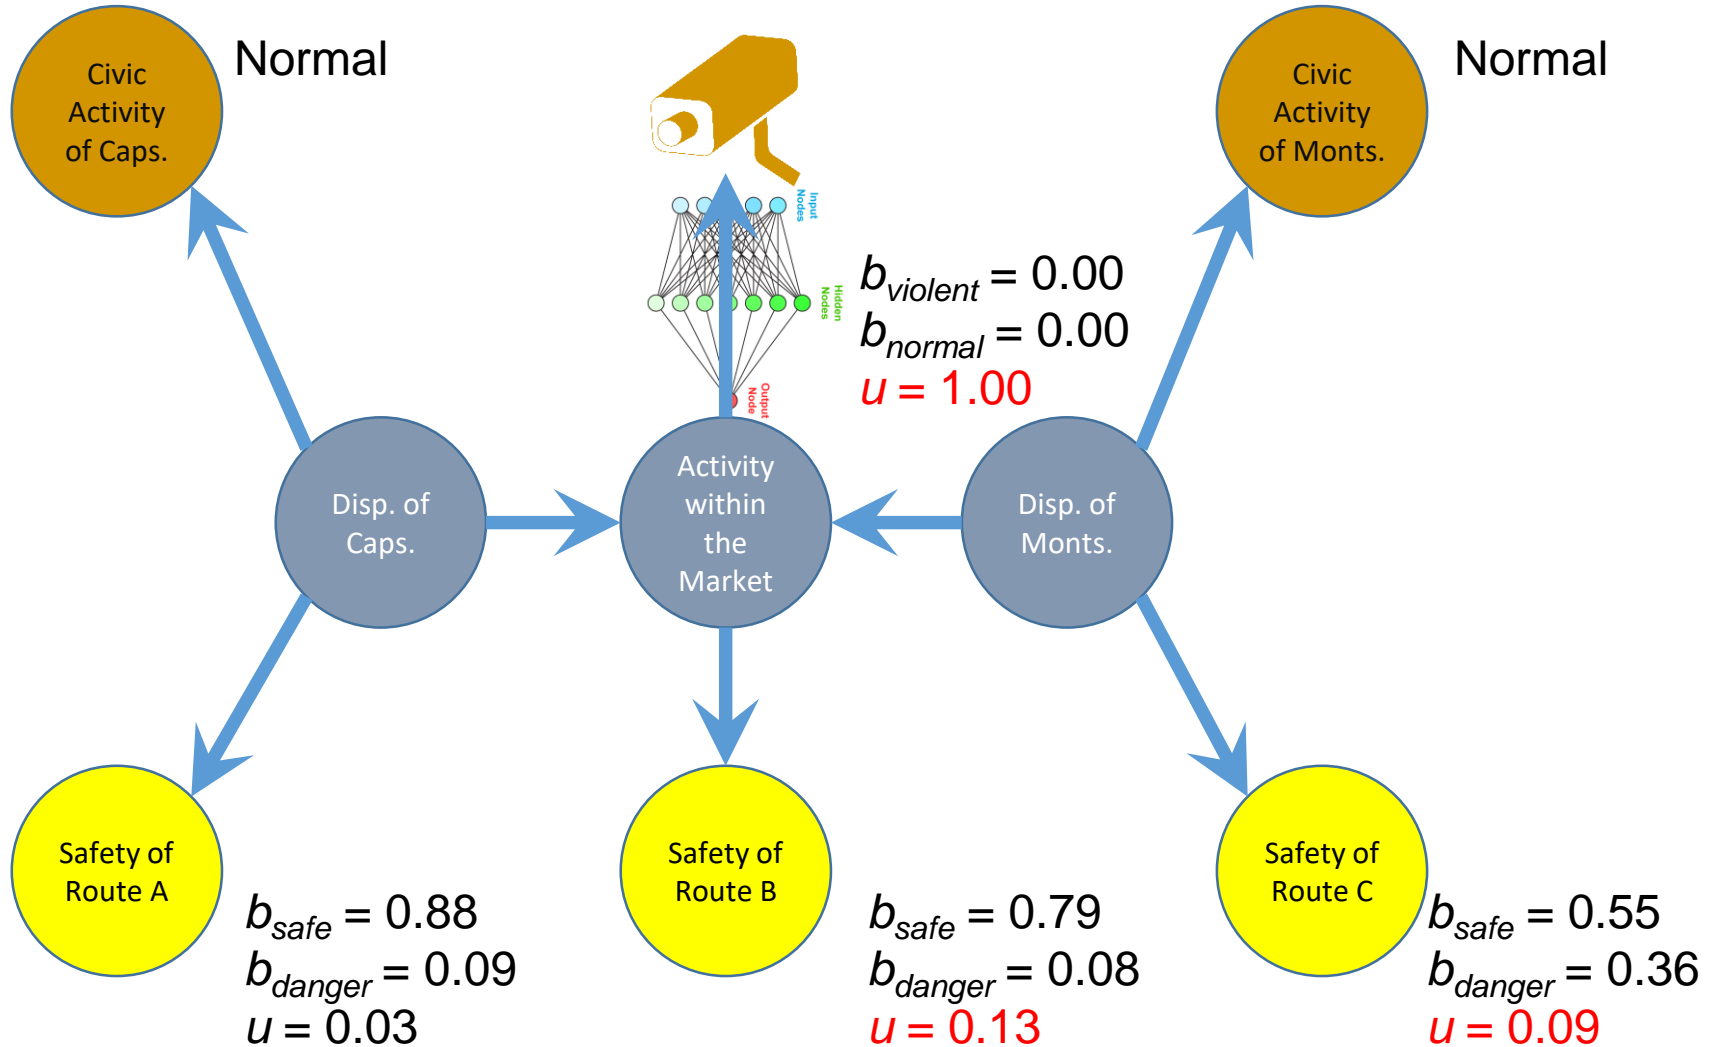 Civic
Activity
of Caps.
Normal
Civic
Activity
of Monts.
Normal
Input
Nodes
Hidden
Nodes
Output
Node
b_violent = 0.00
b_normal = 0.00
u = 1.00
Disp. of
Caps.
Activity
within
the
Market
Disp. of
Monts.
Safety of
Route A
b_safe = 0.88
b_danger = 0.09
u = 0.03
Safety of
Route B
b_safe = 0.79
b_danger = 0.08
u = 0.13
Safety of
Route C
b_safe = 0.55
b_danger = 0.36
u = 0.09